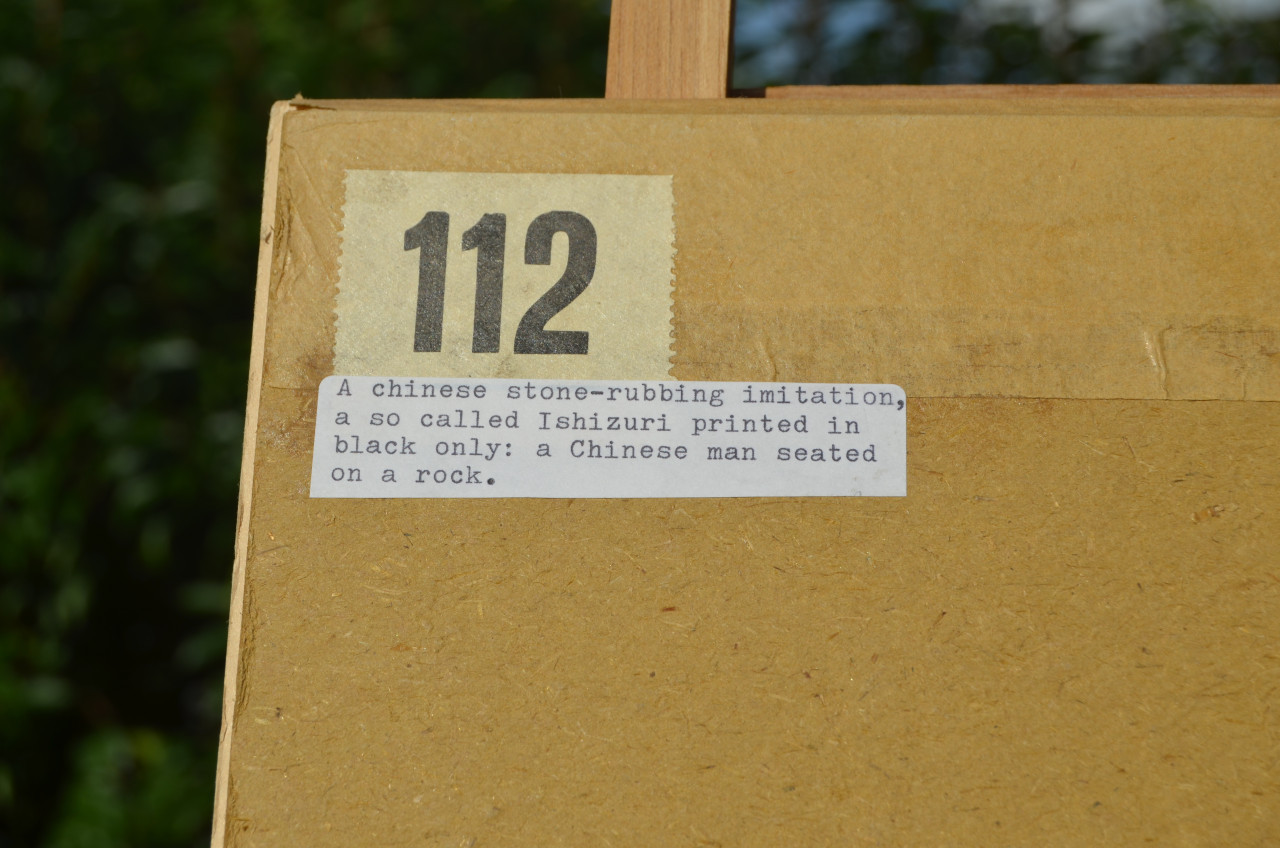 112
A chinese stone-rubbing imitation,
a so called Ishizuri printed in
black only: a Chinese man seated
on a rock.